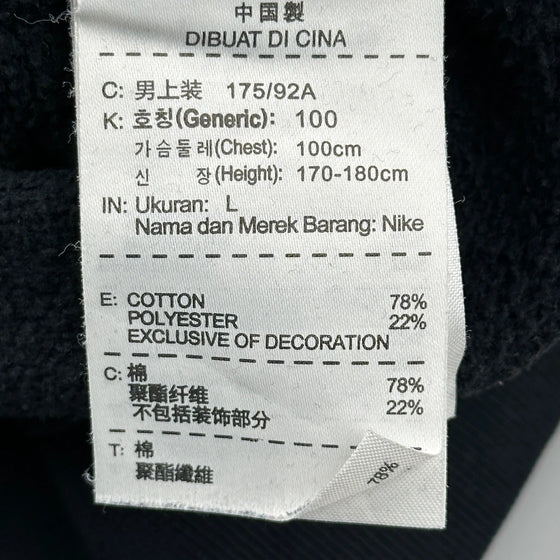 中国製
DIBUAT DI CINA
C: 男上装 175/92A
K: 호칭(Generic): 100
가슴둘레(Chest): 100cm
신 장(Height): 170-180cm
IN: Ukuran: L
Nama dan Merek Barang: Nike
E: COTTON 78%
POLYESTER 22%
EXCLUSIVE OF DECORATION
C: 棉 78%
聚酯纤维 22%
不包括装饰部分
T: 棉 78%
聚酯纖維